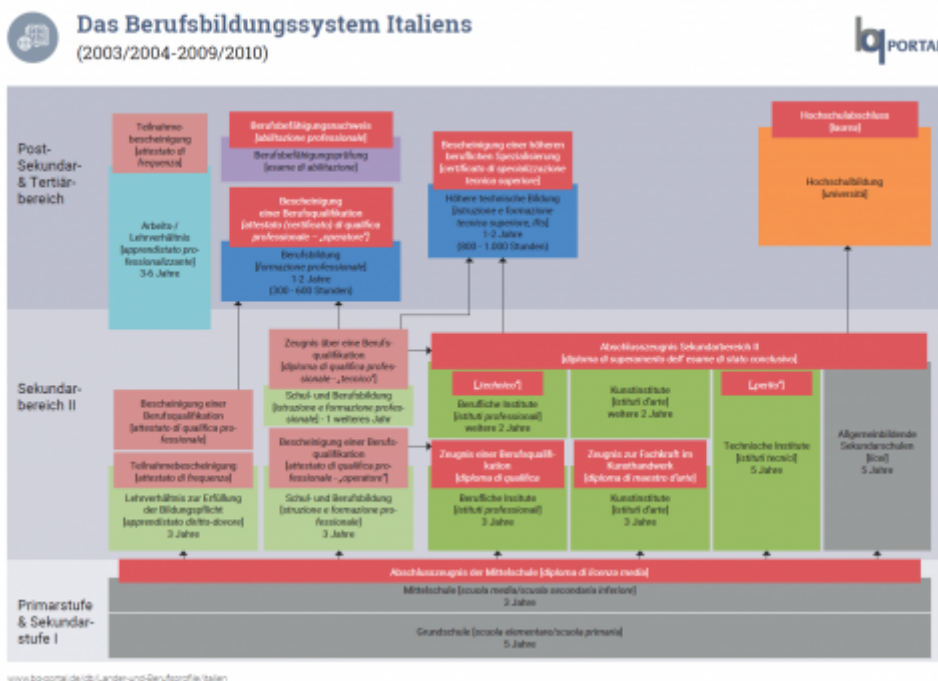 Das Berufsbildungssystem Italiens
(2003/2004-2009/2010)
bq PORTAL
Post-
Sekundar-
& Tertiär-
bereich
Teilnahme-
bescheinigung
[attestato di
frequenza]
Arbeits-/
Lehrverhältnis
[apprendistato pro-
fessionalizzante]
3-6 Jahre
Berufsbefähigungsnachweis
[abilitazione professionale]
Berufsbefähigungsprüfung
[esame di abilitazione]
Bescheinigung
einer Berufsqualifikation
[attestato (certificato) di qualifica
professionale – „operatore“]
Berufsbildung
[formazione professionale]
1-2 Jahre
(300 - 600 Stunden)
Bescheinigung einer höheren
beruflichen Spezialisierung
[certificato di specializzazione
tecnica superiore]
Höhere technische Bildung
[istruzione e formazione
tecnica superiore, ifts]
1-2 Jahre
(800 - 1.000 Stunden)
Hochschulabschluss
[laurea]
Hochschulbildung
[università]
Sekundar-
bereich II
Bescheinigung einer
Berufsqualifikation
[attestato di qualifica pro-
fessionale]
Teilnahmebescheinigung
[attestato di frequenza]
Lehrverhältnis zur Erfüllung
der Bildungspflicht
[apprendistato diritto-dovere]
3 Jahre
Zeugnis über eine Berufs-
qualifikation
[diploma di qualifica profes-
sionale -„tecnico“]
Schul- und Berufsbildung
[istruzione e formazione profes-
sionale] - 1 weiteres Jahr
Bescheinigung einer Berufs-
qualifikation
[attestato di qualifica profes-
sionale -„operatore“]
Schul- und Berufsbildung
[istruzione e formazione pro-
fessionale]
3 Jahre
Abschlusszeugnis Sekundarbereich II
[diploma di superamento dell' esame di stato conclusivo]
[„tecnico“]
Berufliche Institute
[istituti professionali]
weitere 2 Jahre
Kunstinstitute
[istituti d'arte]
weitere 2 Jahre
[„perito“]
Technische Institute
[istituti tecnici]
5 Jahre
Allgemeinbildende
Sekundarschulen
[licei]
5 Jahre
Zeugnis einer Berufsqualifi-
kation
[diploma di qualifica
Berufliche Insitute
[istituti professionali]
3 Jahre
Zeugnis zur Fachkraft im
Kunsthandwerk
[diploma di maestro d'arte]
Kunstinstitute
[istituti d'arte]
3 Jahre
Primarstufe
& Sekundar-
stufe I
Abschlusszeugnis der Mittelschule [diploma di licenza media]
Mittelschule [scuola media/scuola secondaria inferiore]
3 Jahre
Grundschule [scuola elementare/scuola primaria]
5 Jahre
www.bq-portal.de/db/Länder-und-Berufsprofile/italien